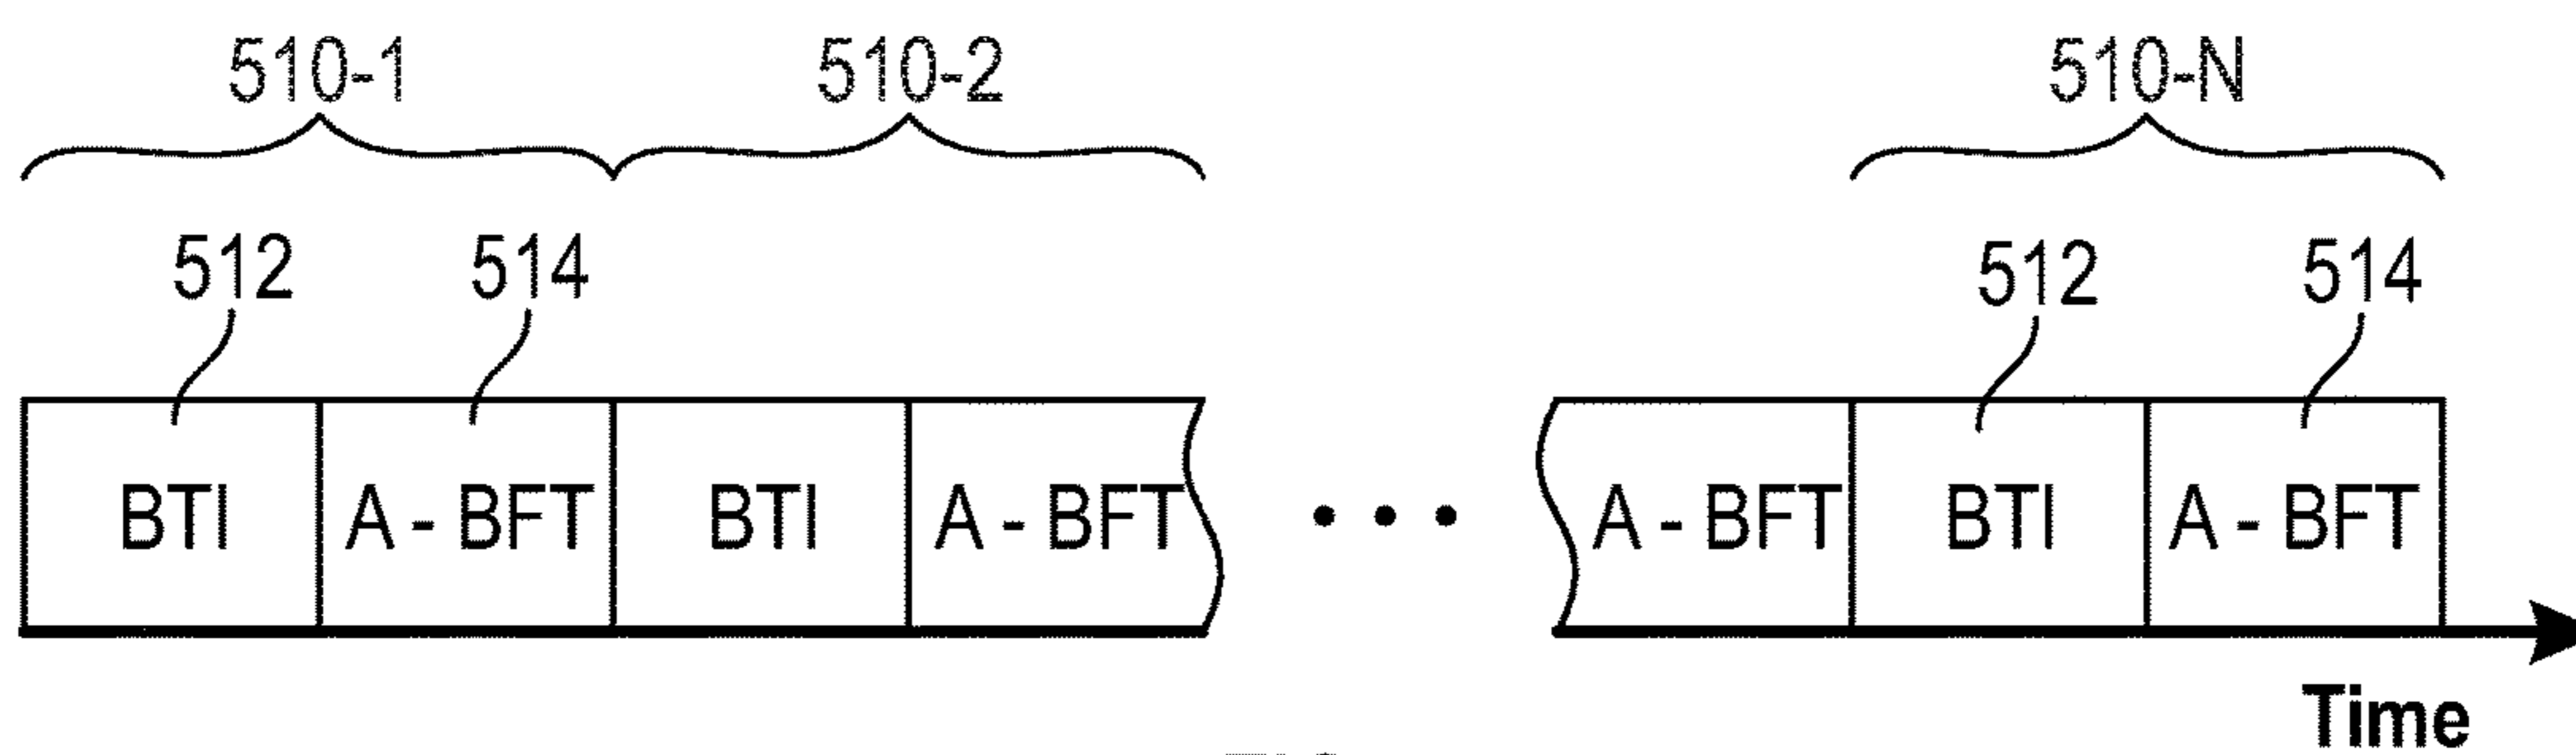 510-1 510-2 510-N
512 514 512 514
BTI A - BFT BTI A - BFT • • • A - BFT BTI A - BFT
Time